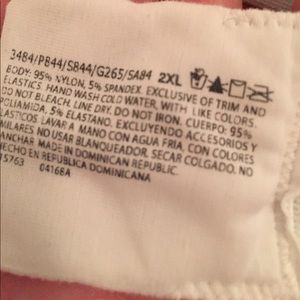 3484/PB44/S844/G265/SA84 2XL
BODY: 95% NYLON, 5% SPANDEX. EXCLUSIVE OF TRIM AND
ELASTICS. HAND WASH COLD WATER, WITH LIKE COLORS.
DO NOT BLEACH. LINE DRY. DO NOT IRON. CUERPO: 95%
POLIAMIDA, 5% ELASTANO. EXCLUYENDO ACCESORIOS Y
ELASTICOS. LAVAR A MANO CON AGUA FRIA, CON COLORES
MILARES NO USAR BLANQUEADOR. SECAR COLGADO. NO
ANCHAR MADE IN DOMINICAN REPUBLIC.
HECHO EN REPUBLICA DOMINICANA
15763 04168A